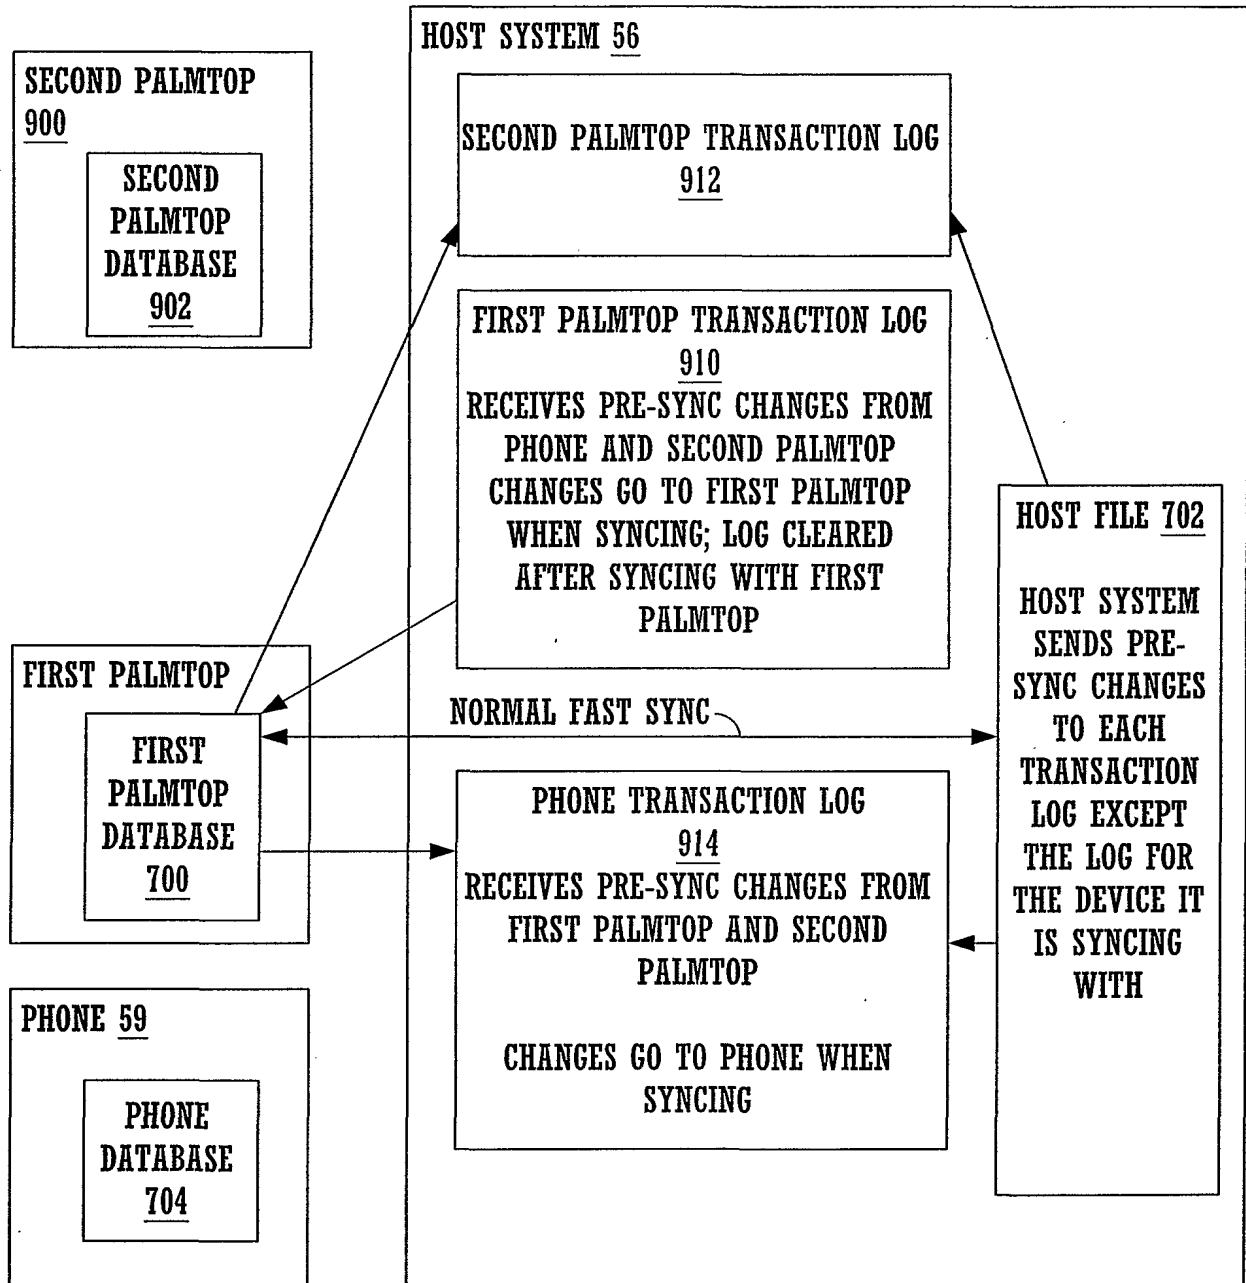 HOST SYSTEM 56
SECOND PALMTOP
900
SECOND
PALMTOP
DATABASE
902
SECOND PALMTOP TRANSACTION LOG
912
FIRST PALMTOP TRANSACTION LOG
910
RECEIVES PRE-SYNC CHANGES FROM
PHONE AND SECOND PALMTOP
CHANGES GO TO FIRST PALMTOP
WHEN SYNCING; LOG CLEARED
AFTER SYNCING WITH FIRST
PALMTOP
HOST FILE 702
HOST SYSTEM
SENDS PRE-
SYNC CHANGES
TO EACH
TRANSACTION
LOG EXCEPT
THE LOG FOR
THE DEVICE IT
IS SYNCING
WITH
FIRST PALMTOP
FIRST
PALMTOP
DATABASE
700
NORMAL FAST SYNC
PHONE TRANSACTION LOG
914
RECEIVES PRE-SYNC CHANGES FROM
FIRST PALMTOP AND SECOND
PALMTOP
CHANGES GO TO PHONE WHEN
SYNCING
PHONE 59
PHONE
DATABASE
704